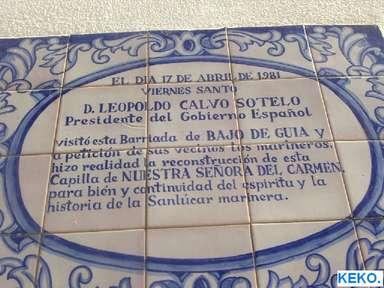 EL DIA 17 DE ABRIL DE 1981
VIERNES SANTO
D. LEOPOLDO CALVO SOTELO
Presidente del Gobierno Español
visitó esta Barriada de BAJO DE GUIA y
a petición de sus vecinos los marineros,
hizo realidad la reconstrucción de esta
Capilla de NUESTRA SEÑORA DEL CARMEN.
para bién y continuidad del espiritu y la
historia de la Sanlúcar marinera.
KEKO.